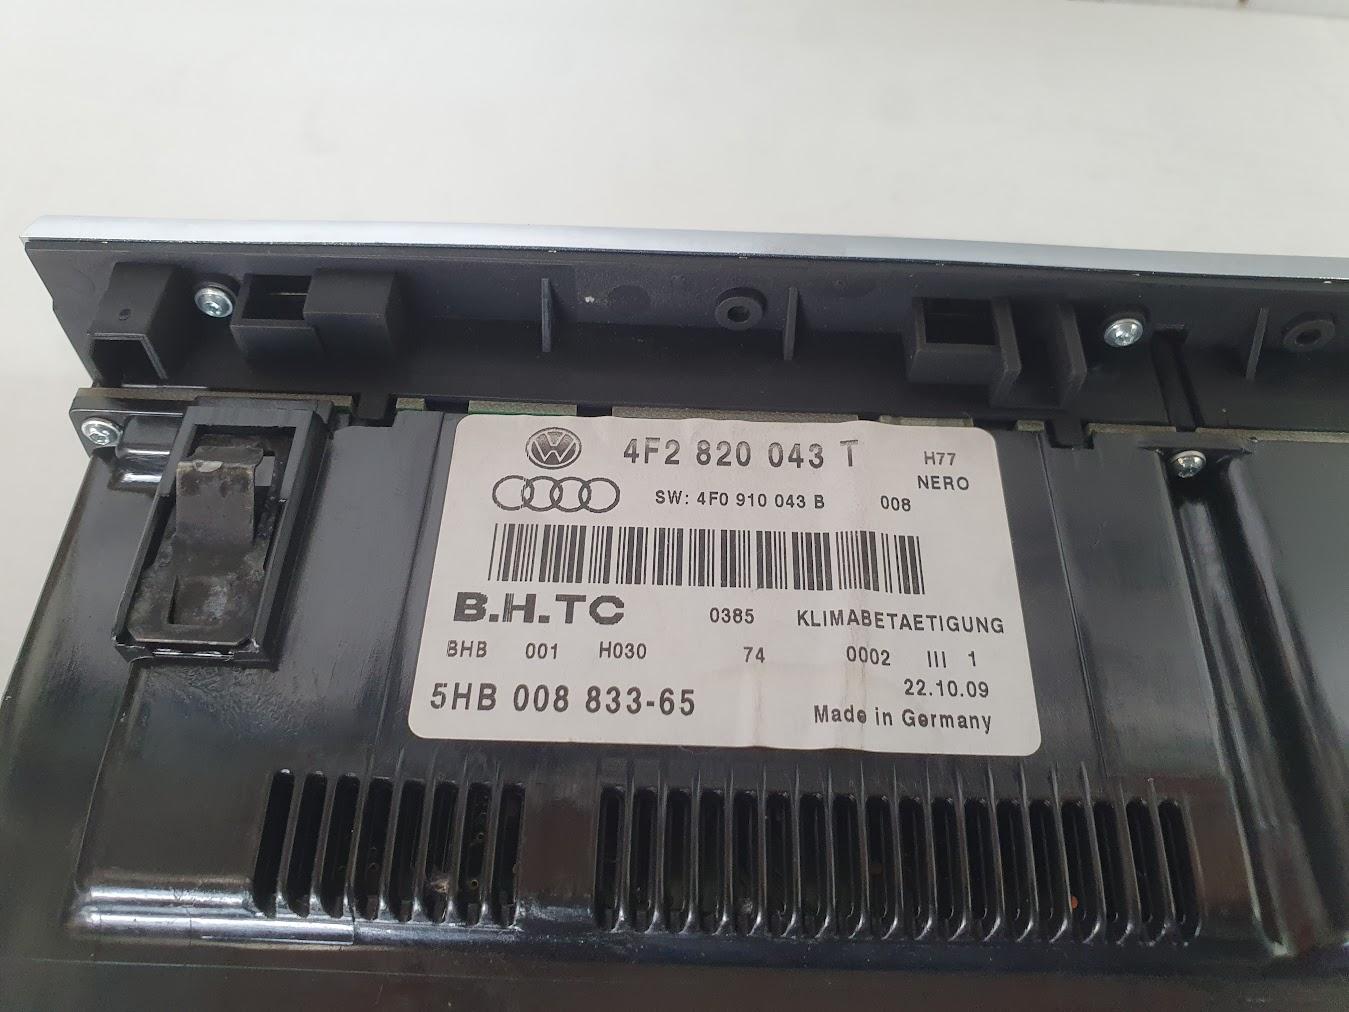 4F2 820 043 T H77
NERO
SW: 4F0 910 043 B 008
B.H.TC 0385 KLIMABETAETIGUNG
BHB 001 H030 74 0002 III 1
5HB 008 833-65 22.10.09
Made in Germany